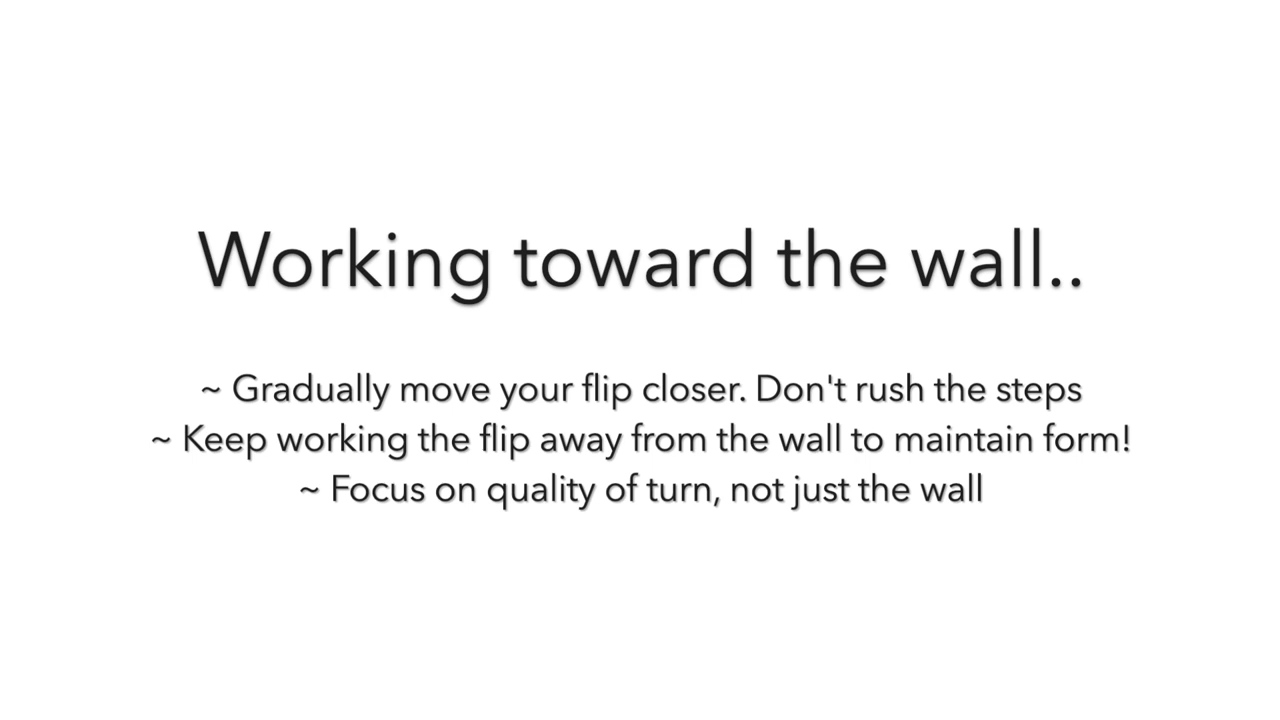 Working toward the wall..
~ Gradually move your flip closer. Don't rush the steps
~ Keep working the flip away from the wall to maintain form!
~ Focus on quality of turn, not just the wall